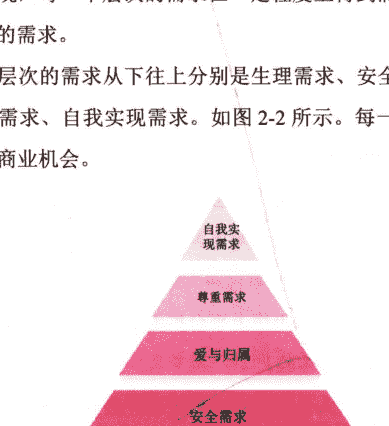 的需求。
层次的需求从下往上分别是生理需求、安全
需求、自我实现需求。如图 2-2 所示。每一
商业机会。
自我实
现需求
尊重需求
爱与归属
安全需求